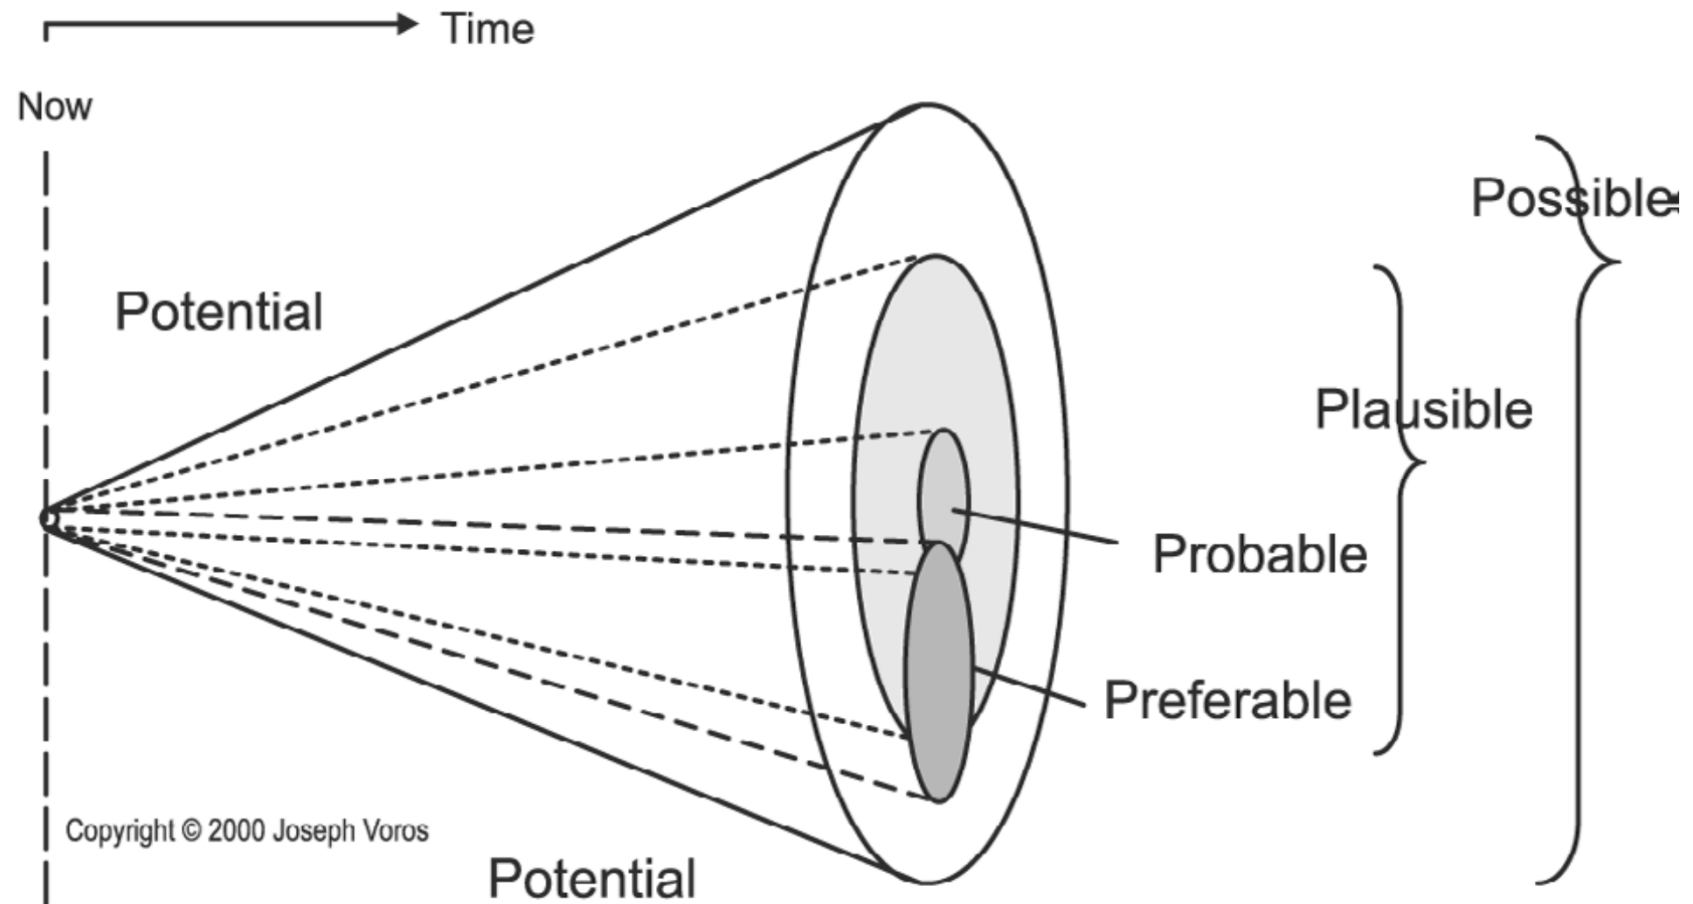 Time
Now
Possible
Potential
Plausible
Probable
Preferable
Copyright © 2000 Joseph Voros
Potential